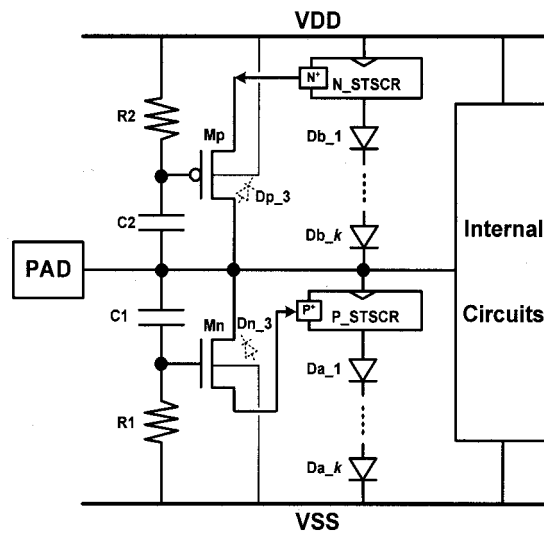 VDD
N⁺
N_STSCR
R2
Mp
Db_1
Dp_3
C2
Db_k
Internal
Circuits
PAD
P⁺
P_STSCR
C1
Mn
Dn_3
Da_1
R1
Da_k
VSS